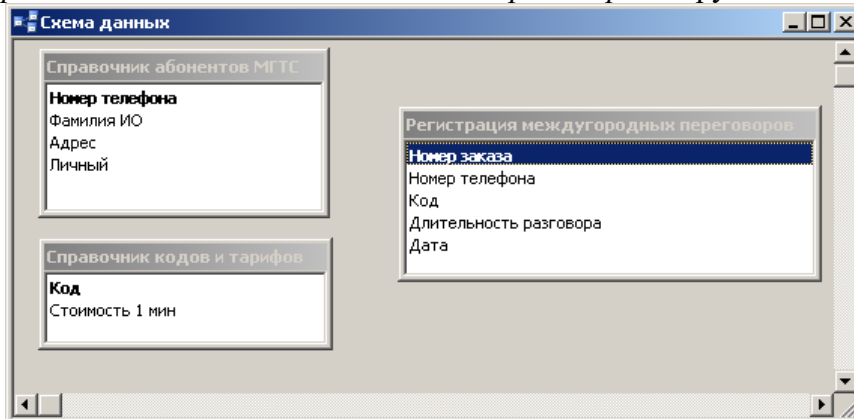 Схема данных
Справочник абонентов МГТС
Номер телефона
Фамилия ИО
Адрес
Личный
Регистрация междугородных переговоров
Номер заказа
Номер телефона
Код
Длительность разговора
Дата
Справочник кодов и тарифов
Код
Стоимость 1 мин